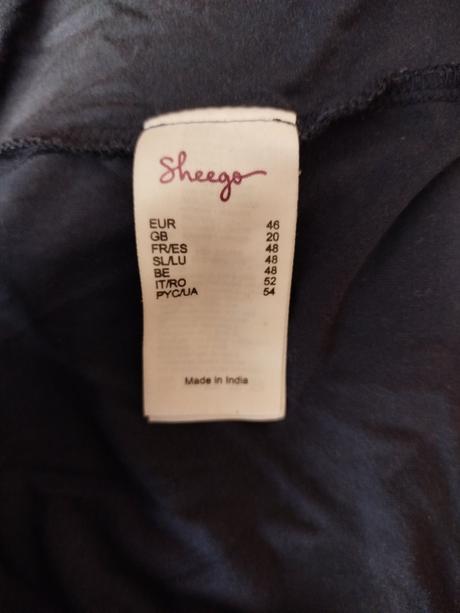 Sheego
EUR 46
GB 20
FR/ES 48
SL/LU 48
BE 48
IT/RO 52
PYC/UA 54
Made in India